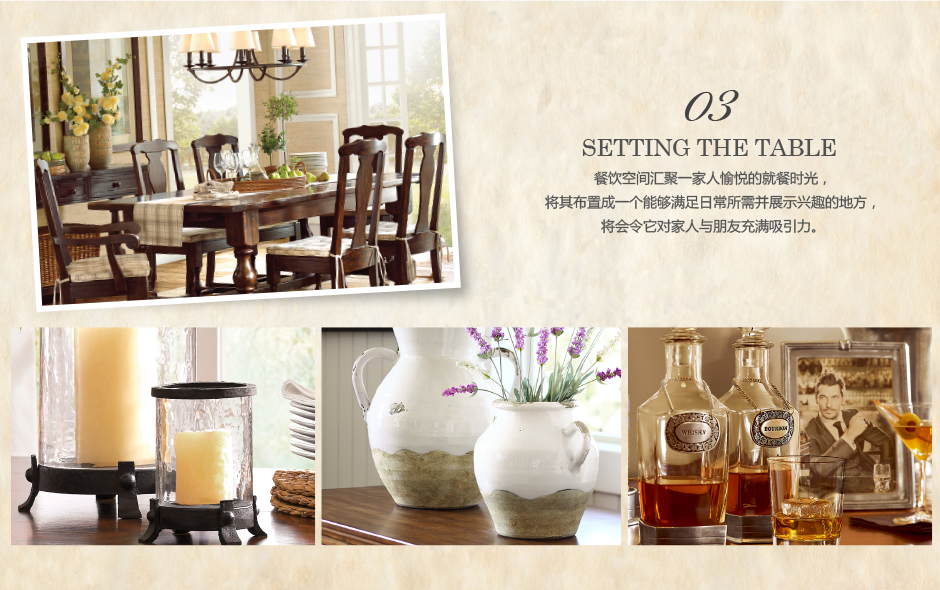 03
SETTING THE TABLE
餐饮空间汇聚一家人愉悦的就餐时光，
将其布置成一个能够满足日常所需并展示兴趣的地方，
将会令它对家人与朋友充满吸引力。
WHISKY
BOURBON